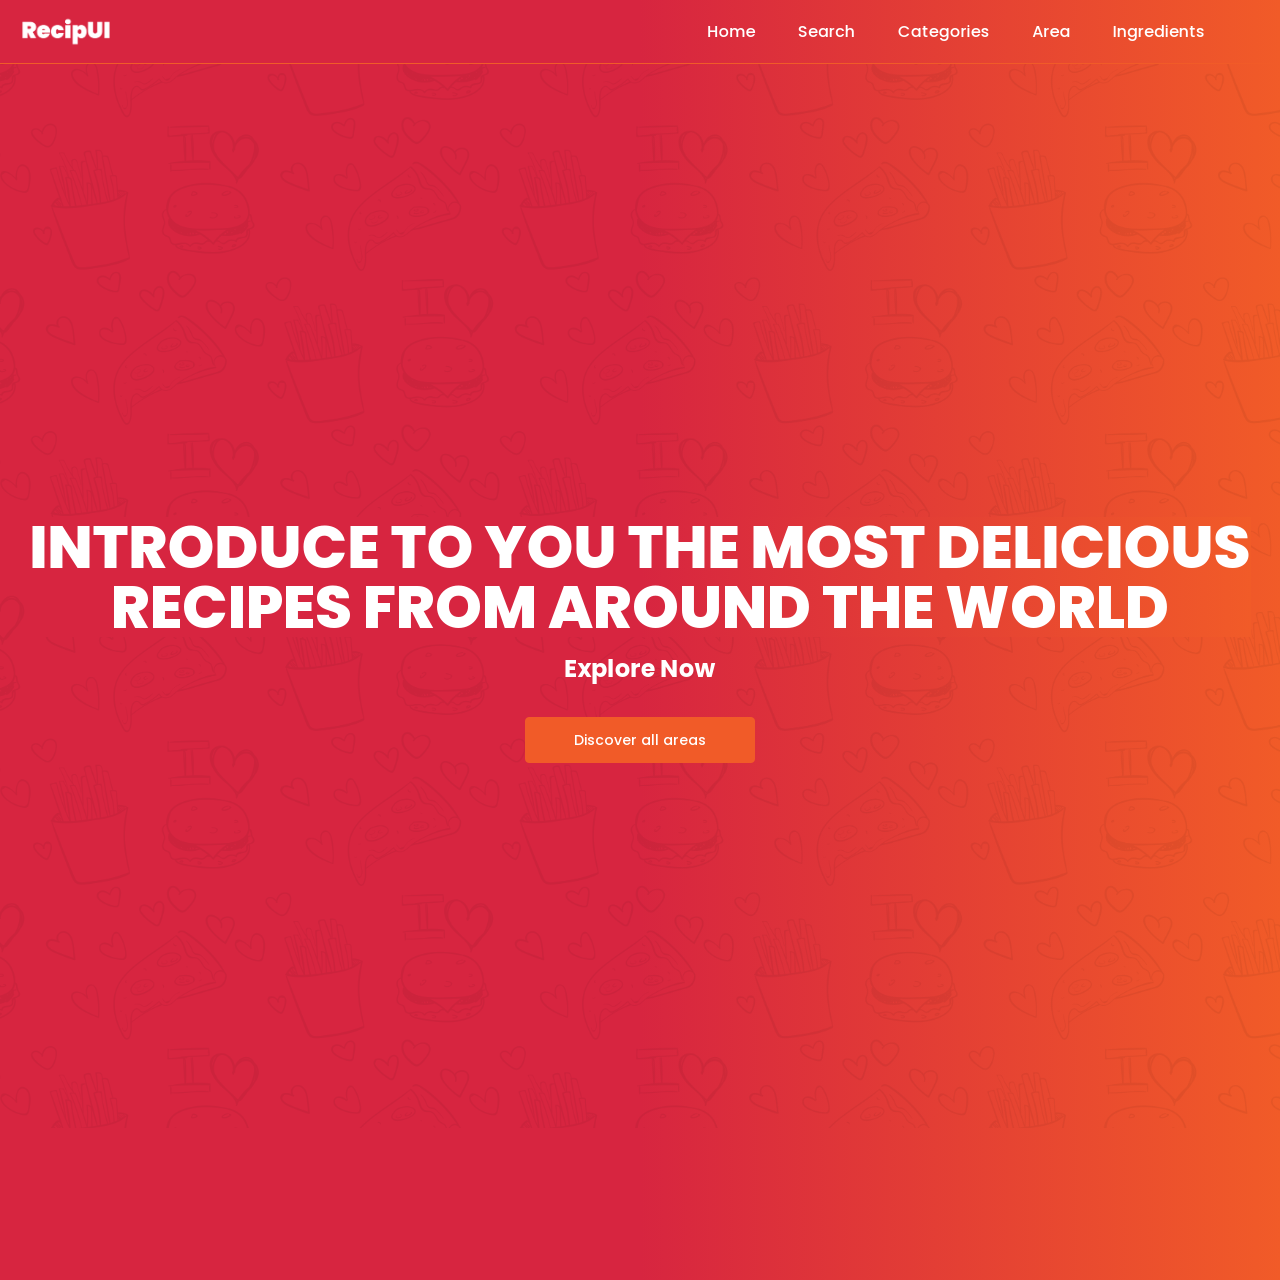 RecipUI
Home Search Categories Area Ingredients
INTRODUCE TO YOU THE MOST DELICIOUS
RECIPES FROM AROUND THE WORLD
Explore Now
Discover all areas